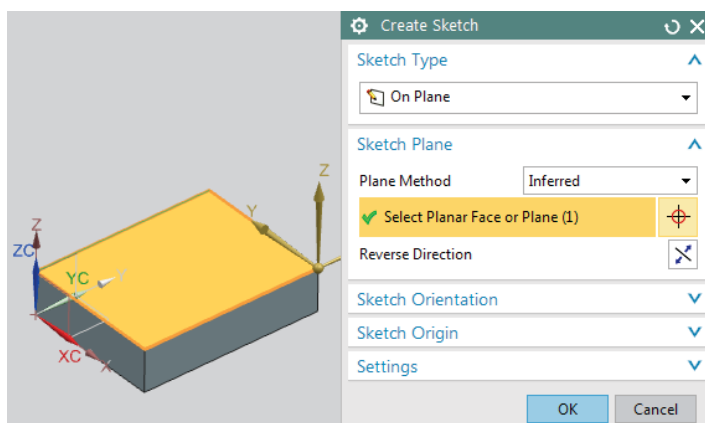 Create Sketch
Sketch Type
On Plane
Sketch Plane
Plane Method Inferred
Select Planar Face or Plane (1)
Reverse Direction
Sketch Orientation
Sketch Origin
Settings
OK Cancel
Z
Y
Z
ZC
YC Y
XC X